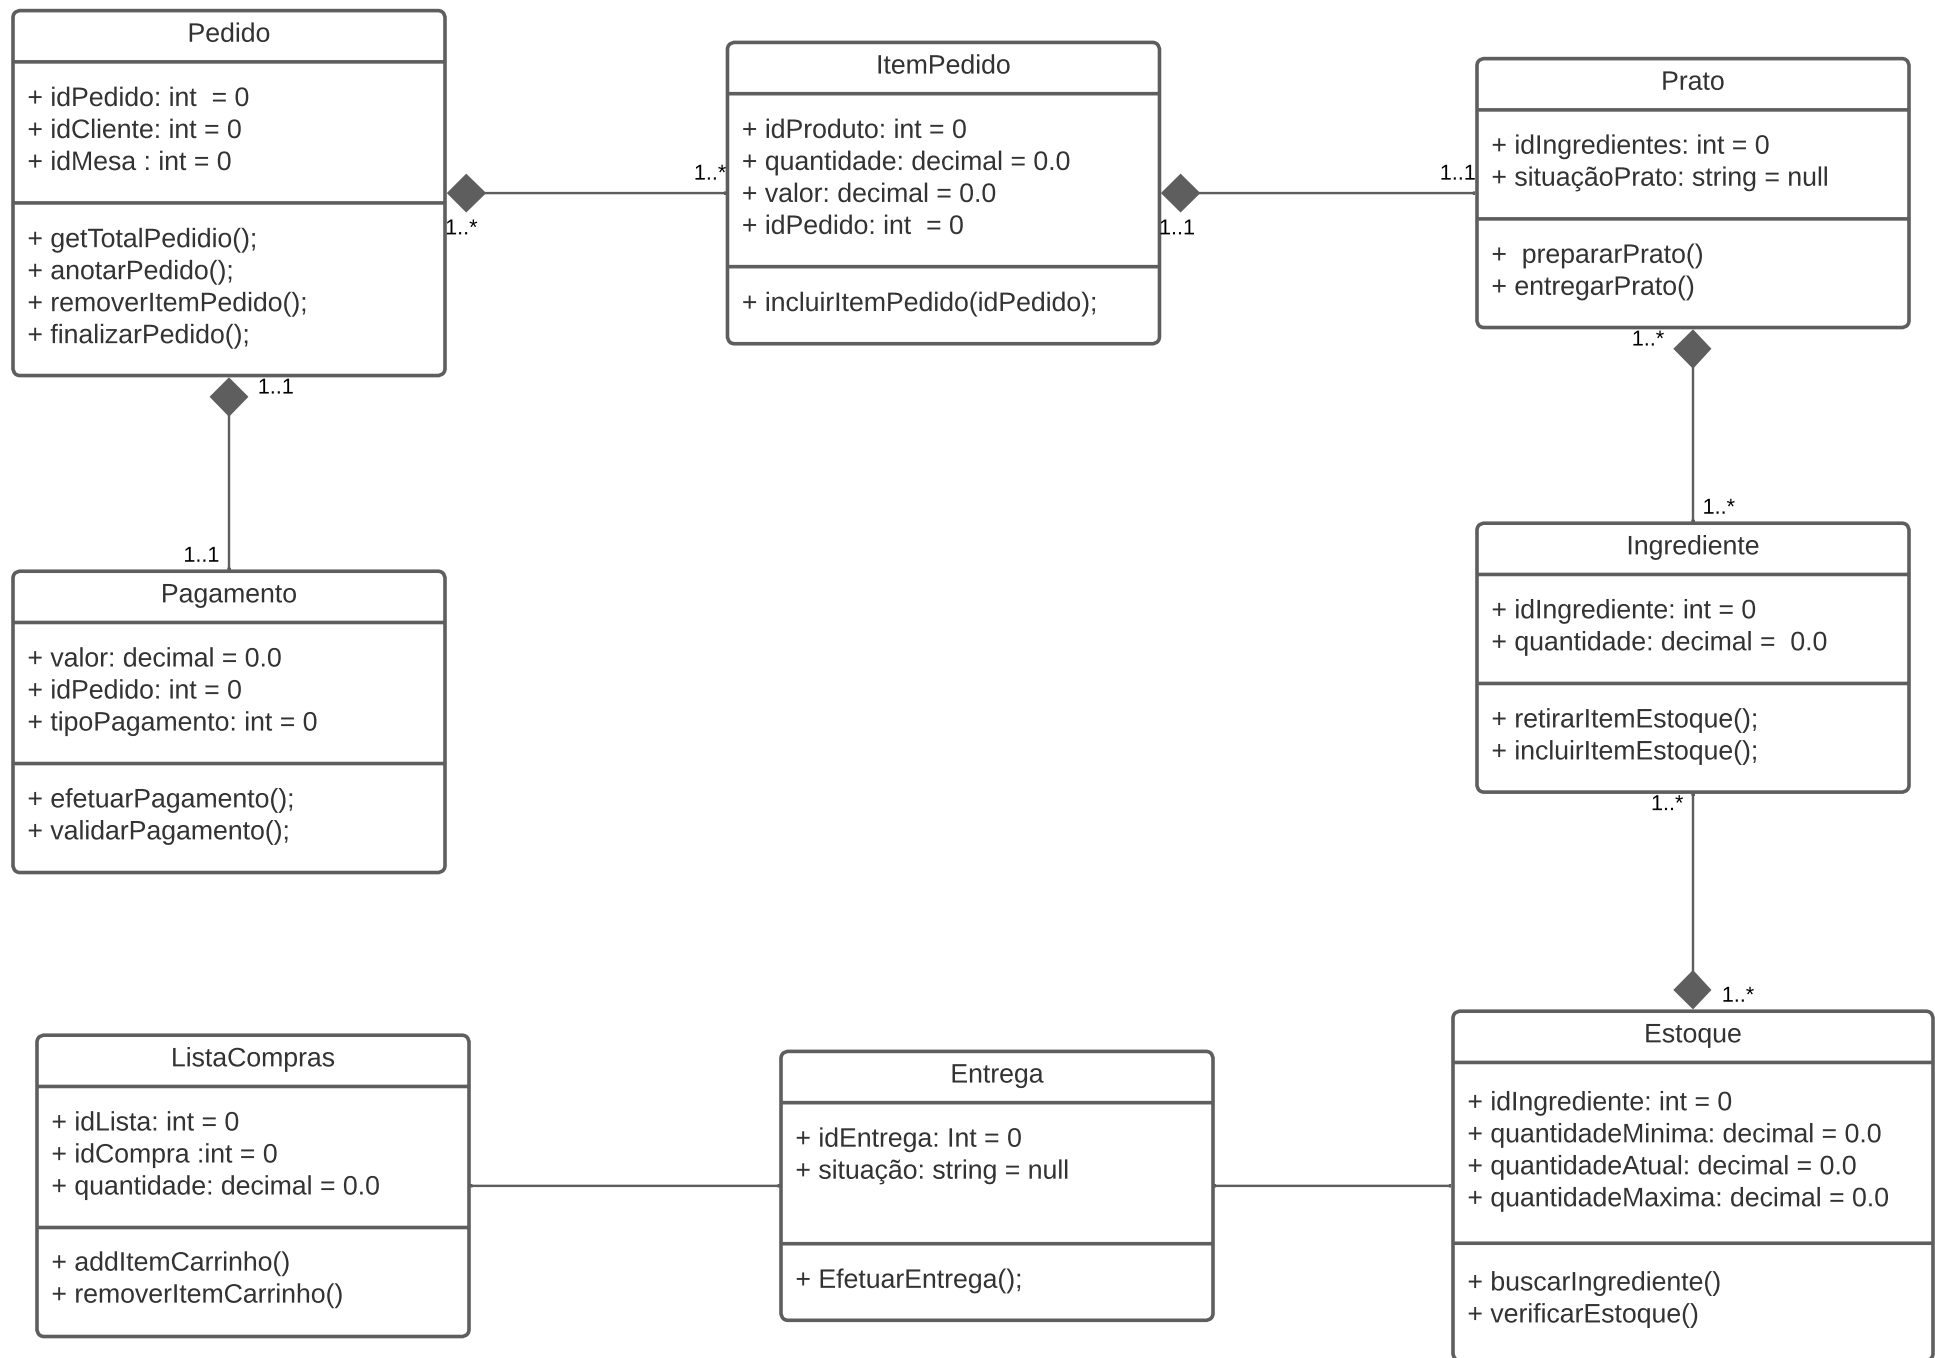 Pedido
+ idPedido: int  = 0
+ idCliente: int = 0
+ idMesa : int = 0
+ getTotalPedidio();
+ anotarPedido();
+ removerItemPedido();
+ finalizarPedido();
1..*
1..*
ItemPedido
+ idProduto: int = 0
+ quantidade: decimal = 0.0
+ valor: decimal = 0.0
+ idPedido: int  = 0
+ incluirItemPedido(idPedido);
1..1
1..1
Prato
+ idIngredientes: int = 0
+ situaçãoPrato: string = null
+  prepararPrato()
+ entregarPrato()
1..1
1..1
Pagamento
+ valor: decimal = 0.0
+ idPedido: int = 0
+ tipoPagamento: int = 0
+ efetuarPagamento();
+ validarPagamento();
1..*
1..*
Ingrediente
+ idIngrediente: int = 0
+ quantidade: decimal =  0.0
+ retirarItemEstoque();
+ incluirItemEstoque();
1..*
1..*
ListaCompras
+ idLista: int = 0
+ idCompra :int = 0
+ quantidade: decimal = 0.0
+ addItemCarrinho()
+ removerItemCarrinho()
Entrega
+ idEntrega: Int = 0
+ situação: string = null
+ EfetuarEntrega();
Estoque
+ idIngrediente: int = 0
+ quantidadeMinima: decimal = 0.0
+ quantidadeAtual: decimal = 0.0
+ quantidadeMaxima: decimal = 0.0
+ buscarIngrediente()
+ verificarEstoque()